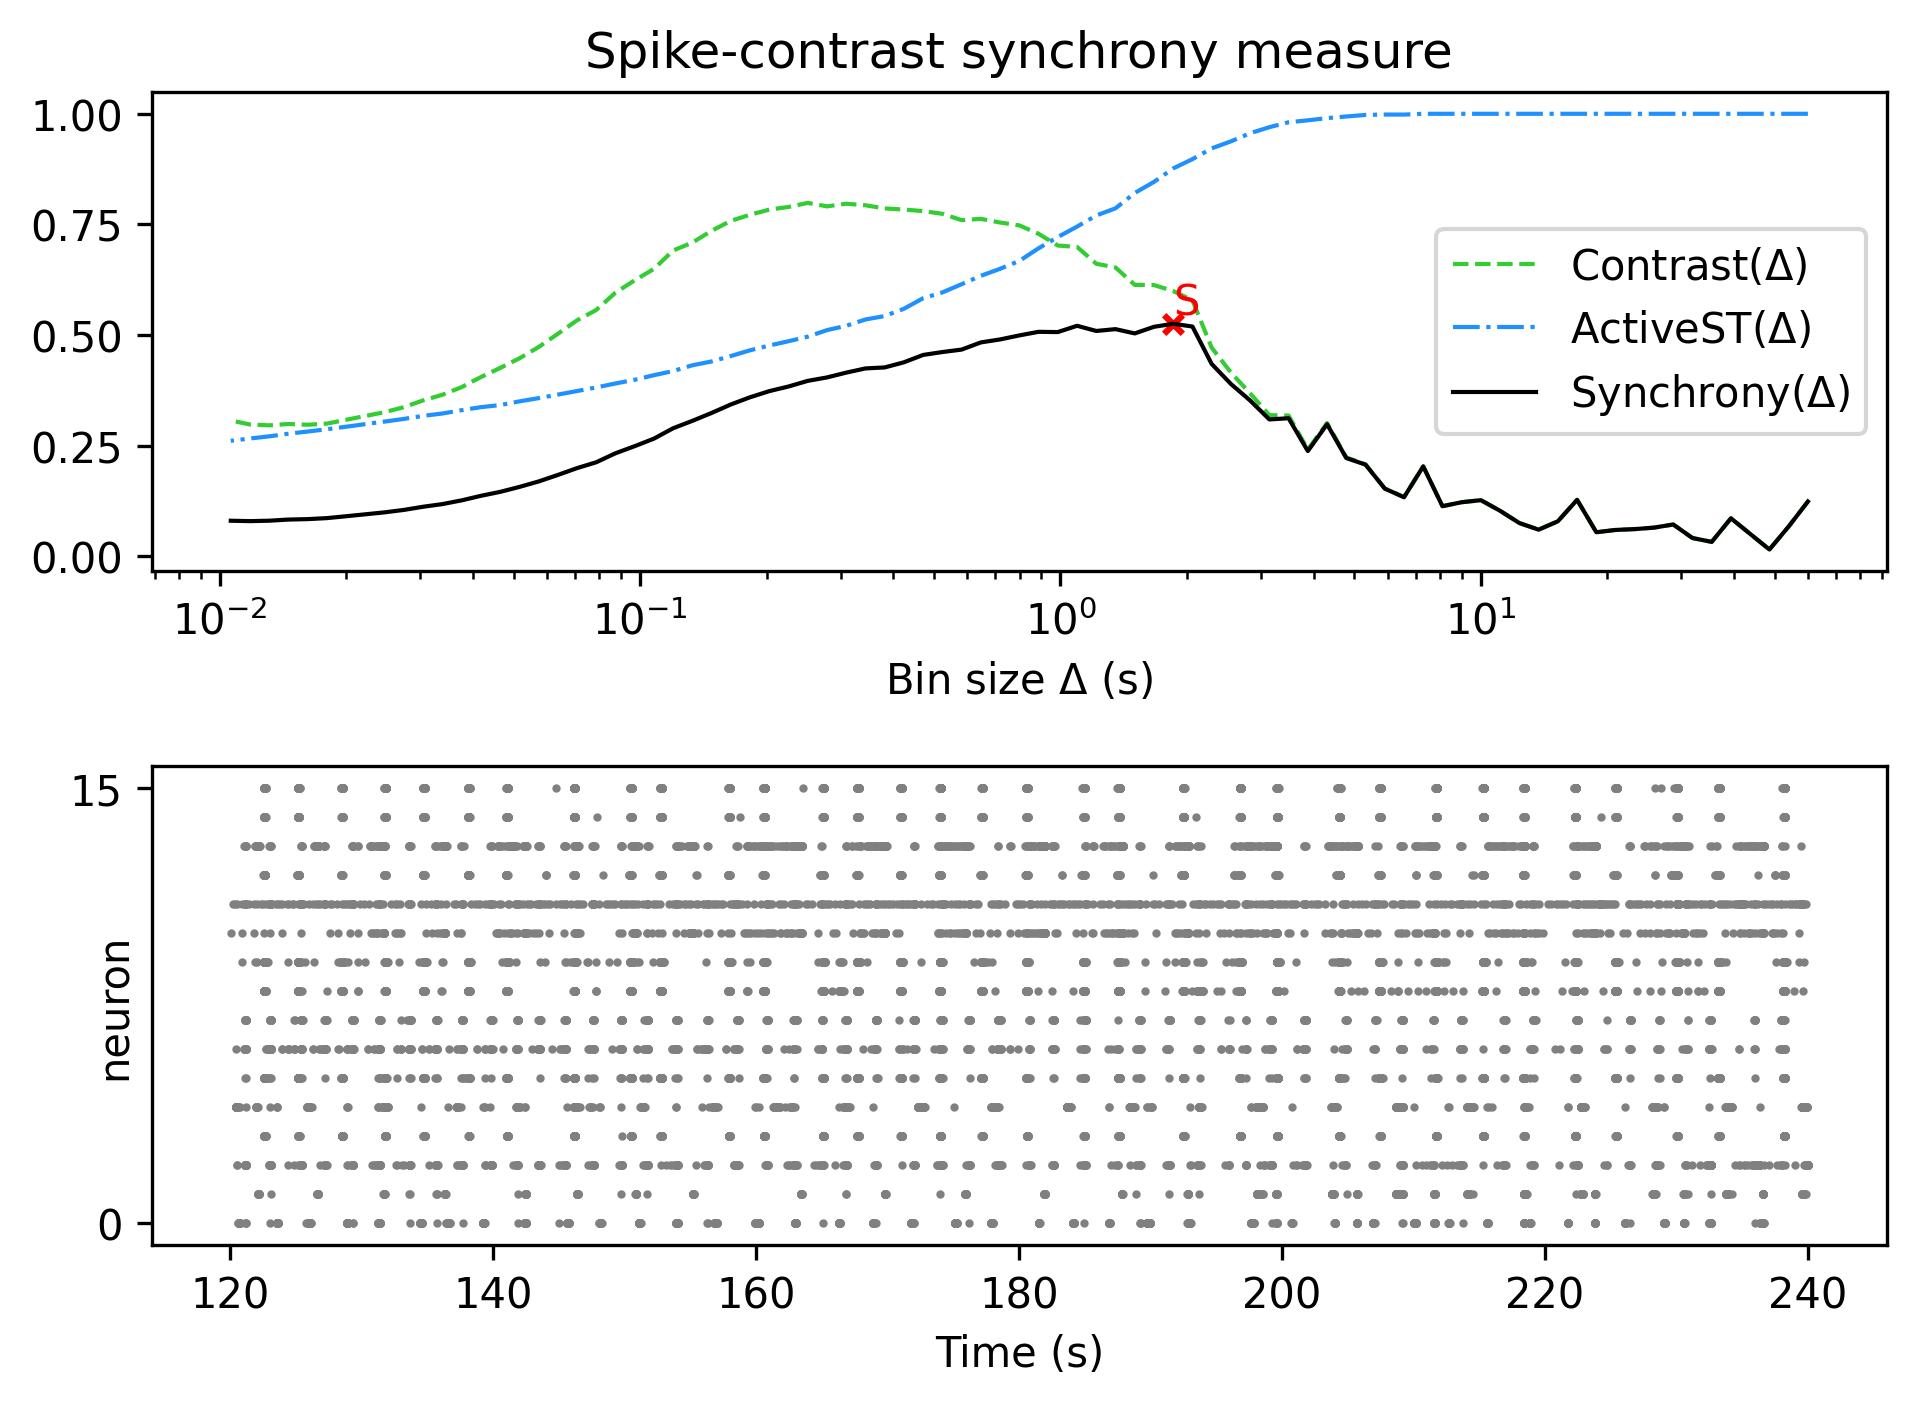 Spike-contrast synchrony measure
1.00
0.75
0.50
0.25
0.00
S
Contrast(Δ)
ActiveST(Δ)
Synchrony(Δ)
10⁻² 10⁻¹ 10⁰ 10¹
Bin size Δ (s)
15
neuron
0
120 140 160 180 200 220 240
Time (s)